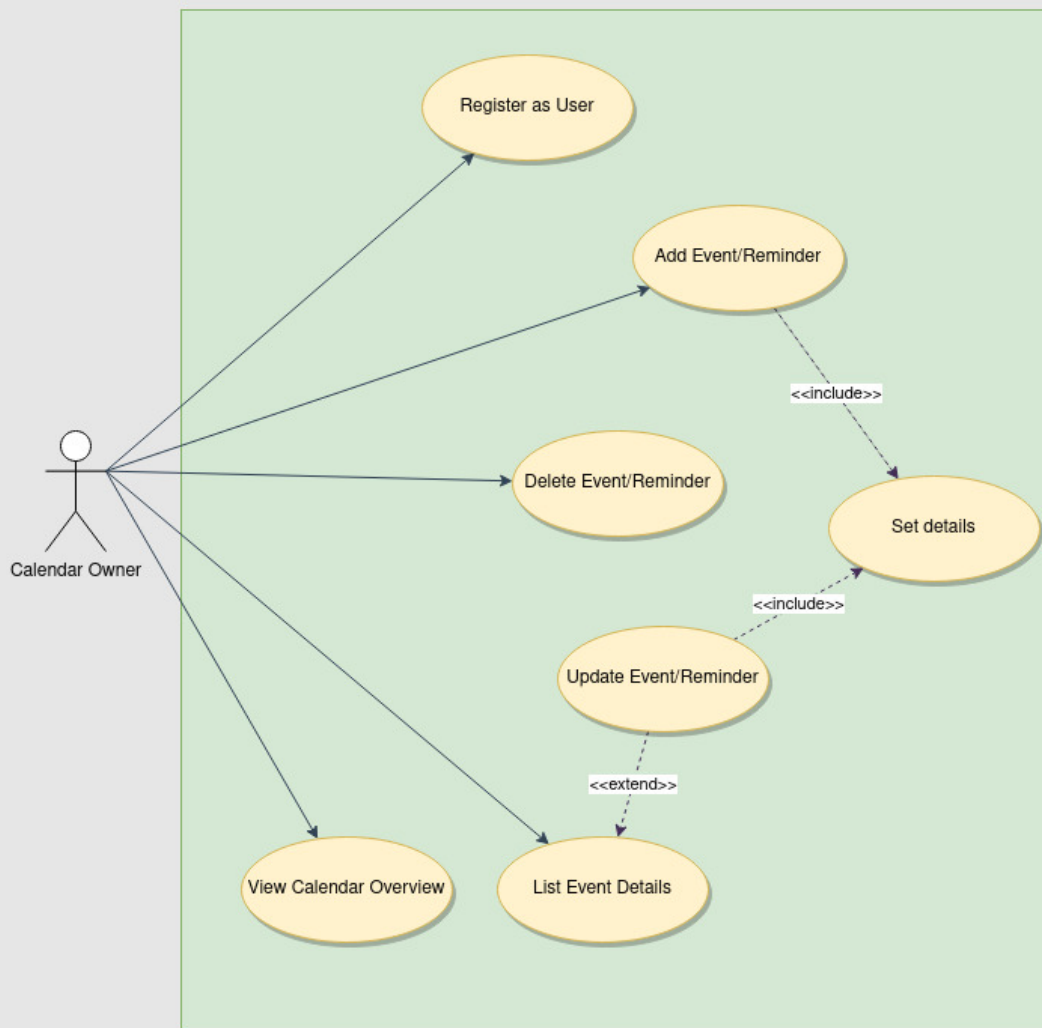 Register as User
Add Event/Reminder
<<include>>
Delete Event/Reminder
Set details
Calendar Owner
<<include>>
Update Event/Reminder
<<extend>>
View Calendar Overview
List Event Details